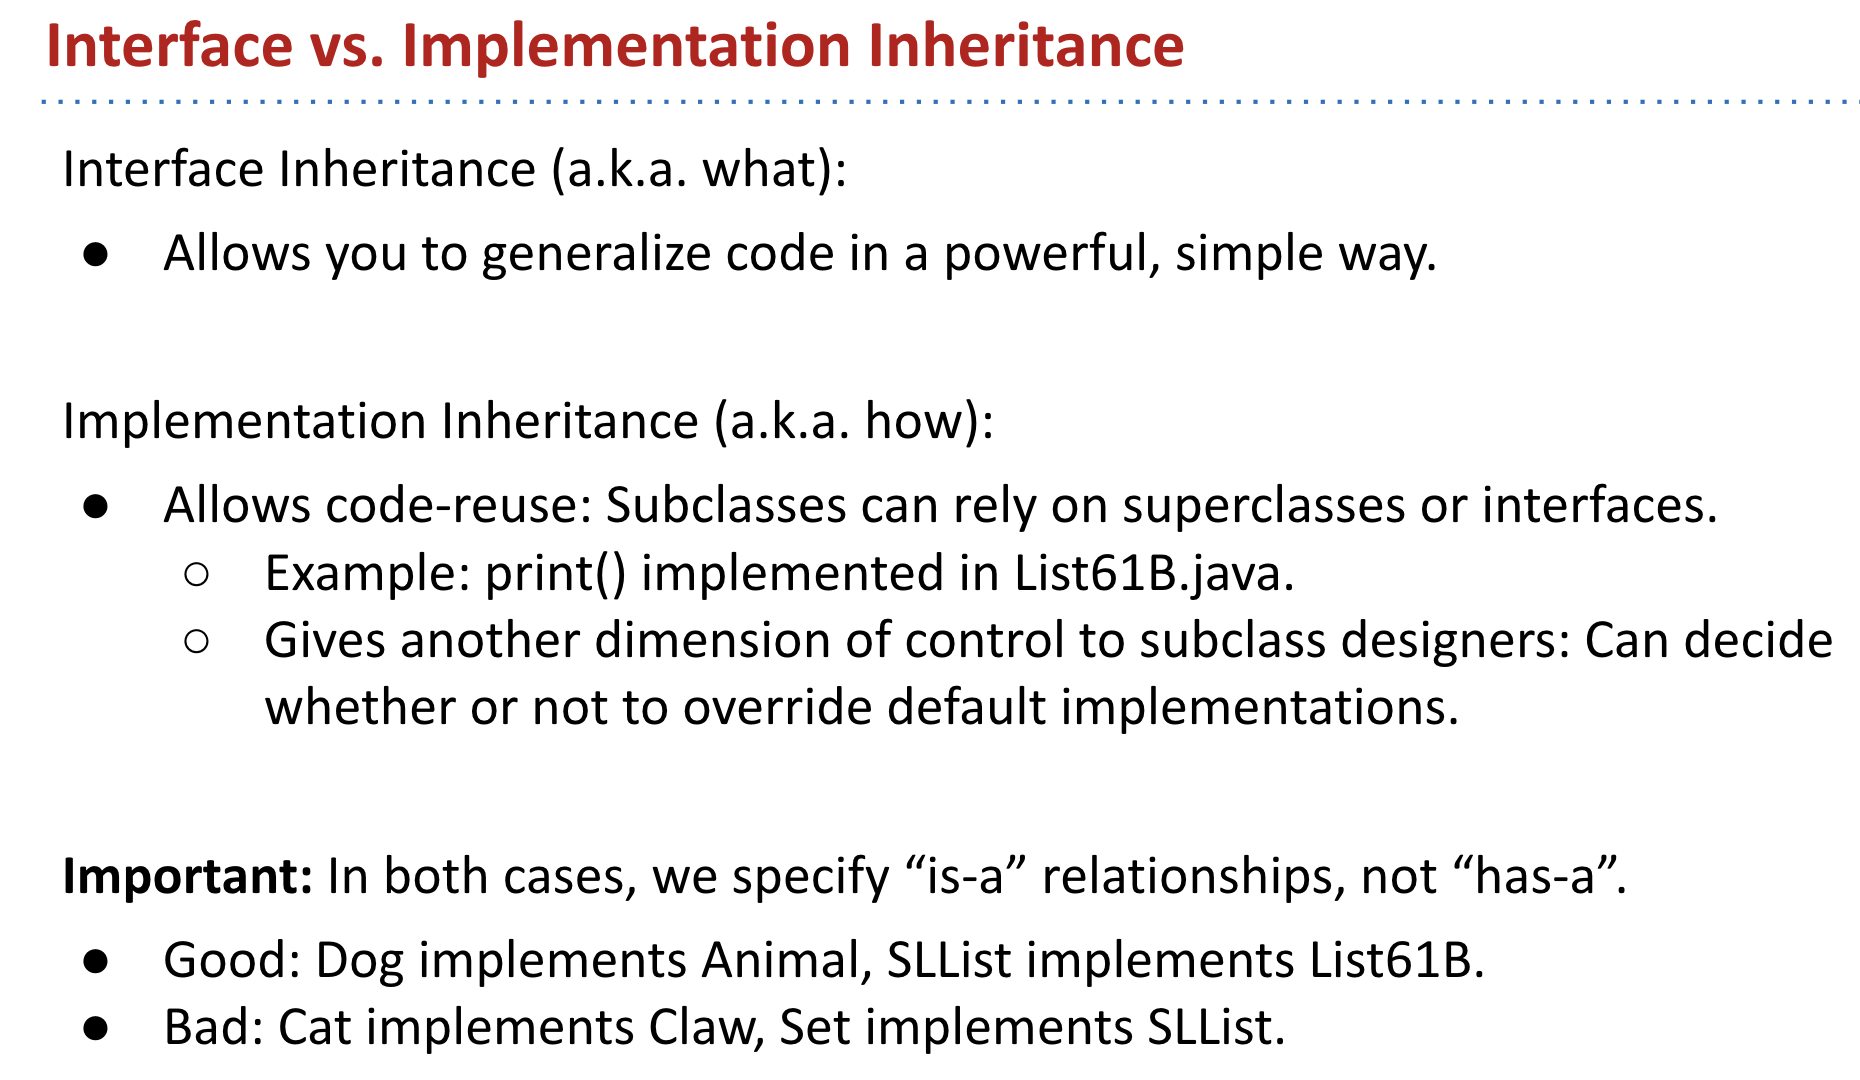 Interface vs. Implementation Inheritance
Interface Inheritance (a.k.a. what):
● Allows you to generalize code in a powerful, simple way.
Implementation Inheritance (a.k.a. how):
● Allows code-reuse: Subclasses can rely on superclasses or interfaces.
○ Example: print() implemented in List61B.java.
○ Gives another dimension of control to subclass designers: Can decide
whether or not to override default implementations.
Important: In both cases, we specify “is-a” relationships, not “has-a”.
● Good: Dog implements Animal, SLList implements List61B.
● Bad: Cat implements Claw, Set implements SLList.